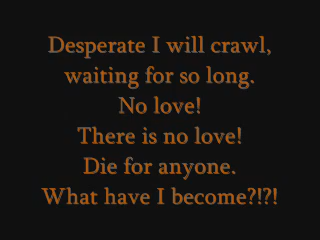 Desperate I will crawl,
waiting for so long.
No love!
There is no love!
Die for anyone.
What have I become?!?!